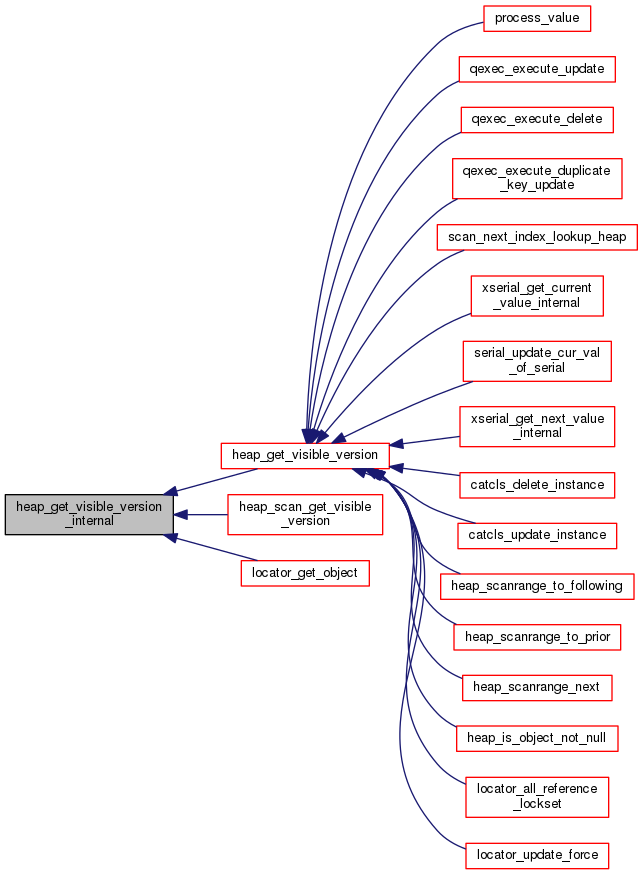 process_value
qexec_execute_update
qexec_execute_delete
qexec_execute_duplicate
_key_update
scan_next_index_lookup_heap
xserial_get_current
_value_internal
serial_update_cur_val
_of_serial
xserial_get_next_value
_internal
heap_get_visible_version
catcls_delete_instance
heap_get_visible_version
_internal
heap_scan_get_visible
_version
catcls_update_instance
locator_get_object
heap_scanrange_to_following
heap_scanrange_to_prior
heap_scanrange_next
heap_is_object_not_null
locator_all_reference
_lockset
locator_update_force